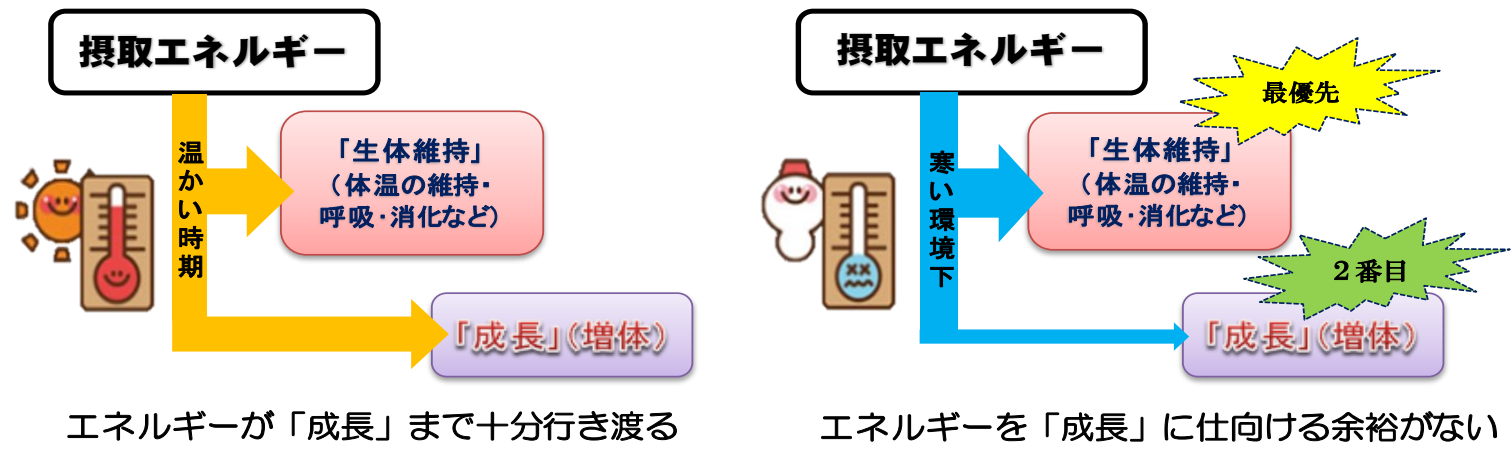 摂取エネルギー
温かい時期
「生体維持」
（体温の維持・
呼吸・消化など）
「成長」（増体）
エネルギーが「成長」まで十分行き渡る
摂取エネルギー
最優先
寒い環境下
「生体維持」
（体温の維持・
呼吸・消化など）
２番目
「成長」（増体）
エネルギーを「成長」に仕向ける余裕がない